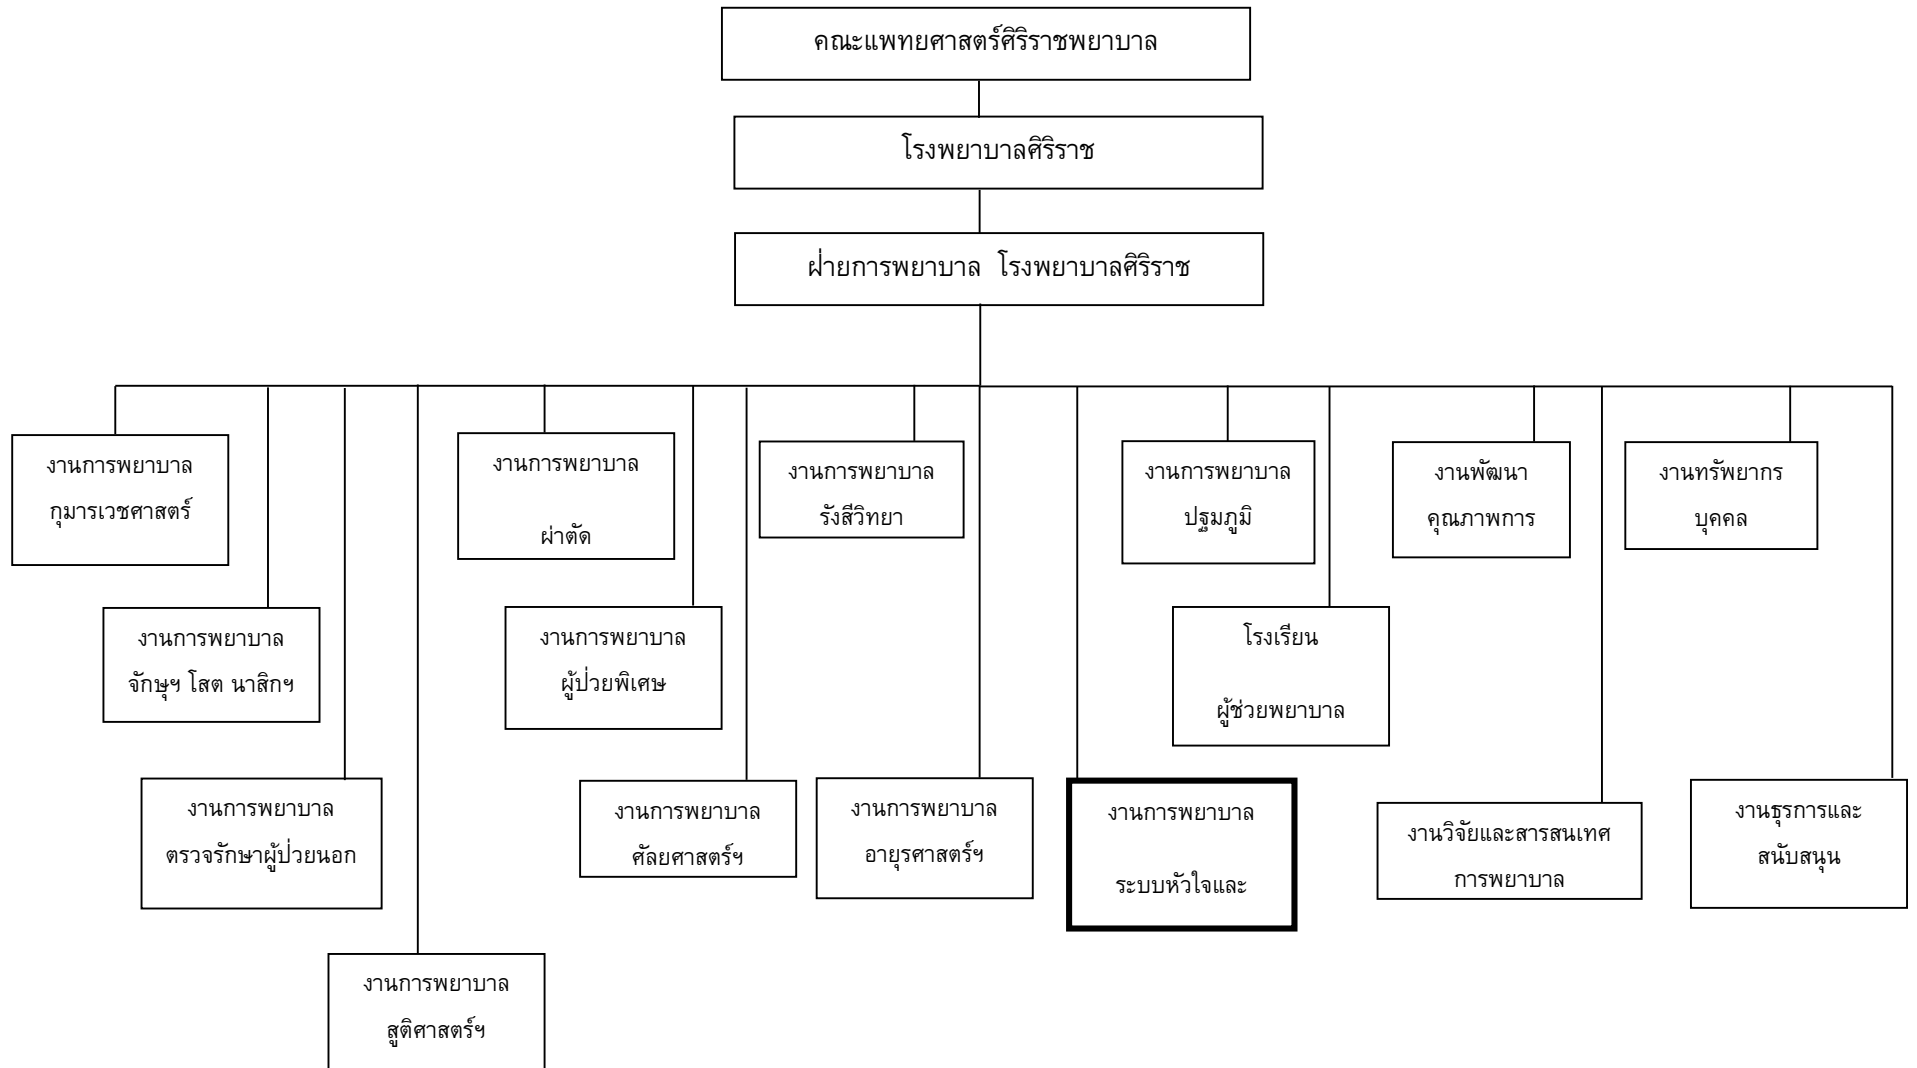 คณะแพทยศาสตร์ศิริราชพยาบาล
โรงพยาบาลศิริราช
ฝ่ายการพยาบาล โรงพยาบาลศิริราช
งานการพยาบาล
กุมารเวชศาสตร์
งานการพยาบาล
ผ่าตัด
งานการพยาบาล
รังสีวิทยา
งานการพยาบาล
ปฐมภูมิ
งานพัฒนา
คุณภาพการ
งานทรัพยากร
บุคคล
งานการพยาบาล
จักษุฯ โสต นาสิกฯ
งานการพยาบาล
ผู้ป่วยพิเศษ
โรงเรียน
ผู้ช่วยพยาบาล
งานการพยาบาล
ตรวจรักษาผู้ป่วยนอก
งานการพยาบาล
ศัลยศาสตร์ฯ
งานการพยาบาล
อายุรศาสตร์ฯ
งานการพยาบาล
ระบบหัวใจและ
งานวิจัยและสารสนเทศ
การพยาบาล
งานธุรการและ
สนับสนุน
งานการพยาบาล
สูติศาสตร์ฯ